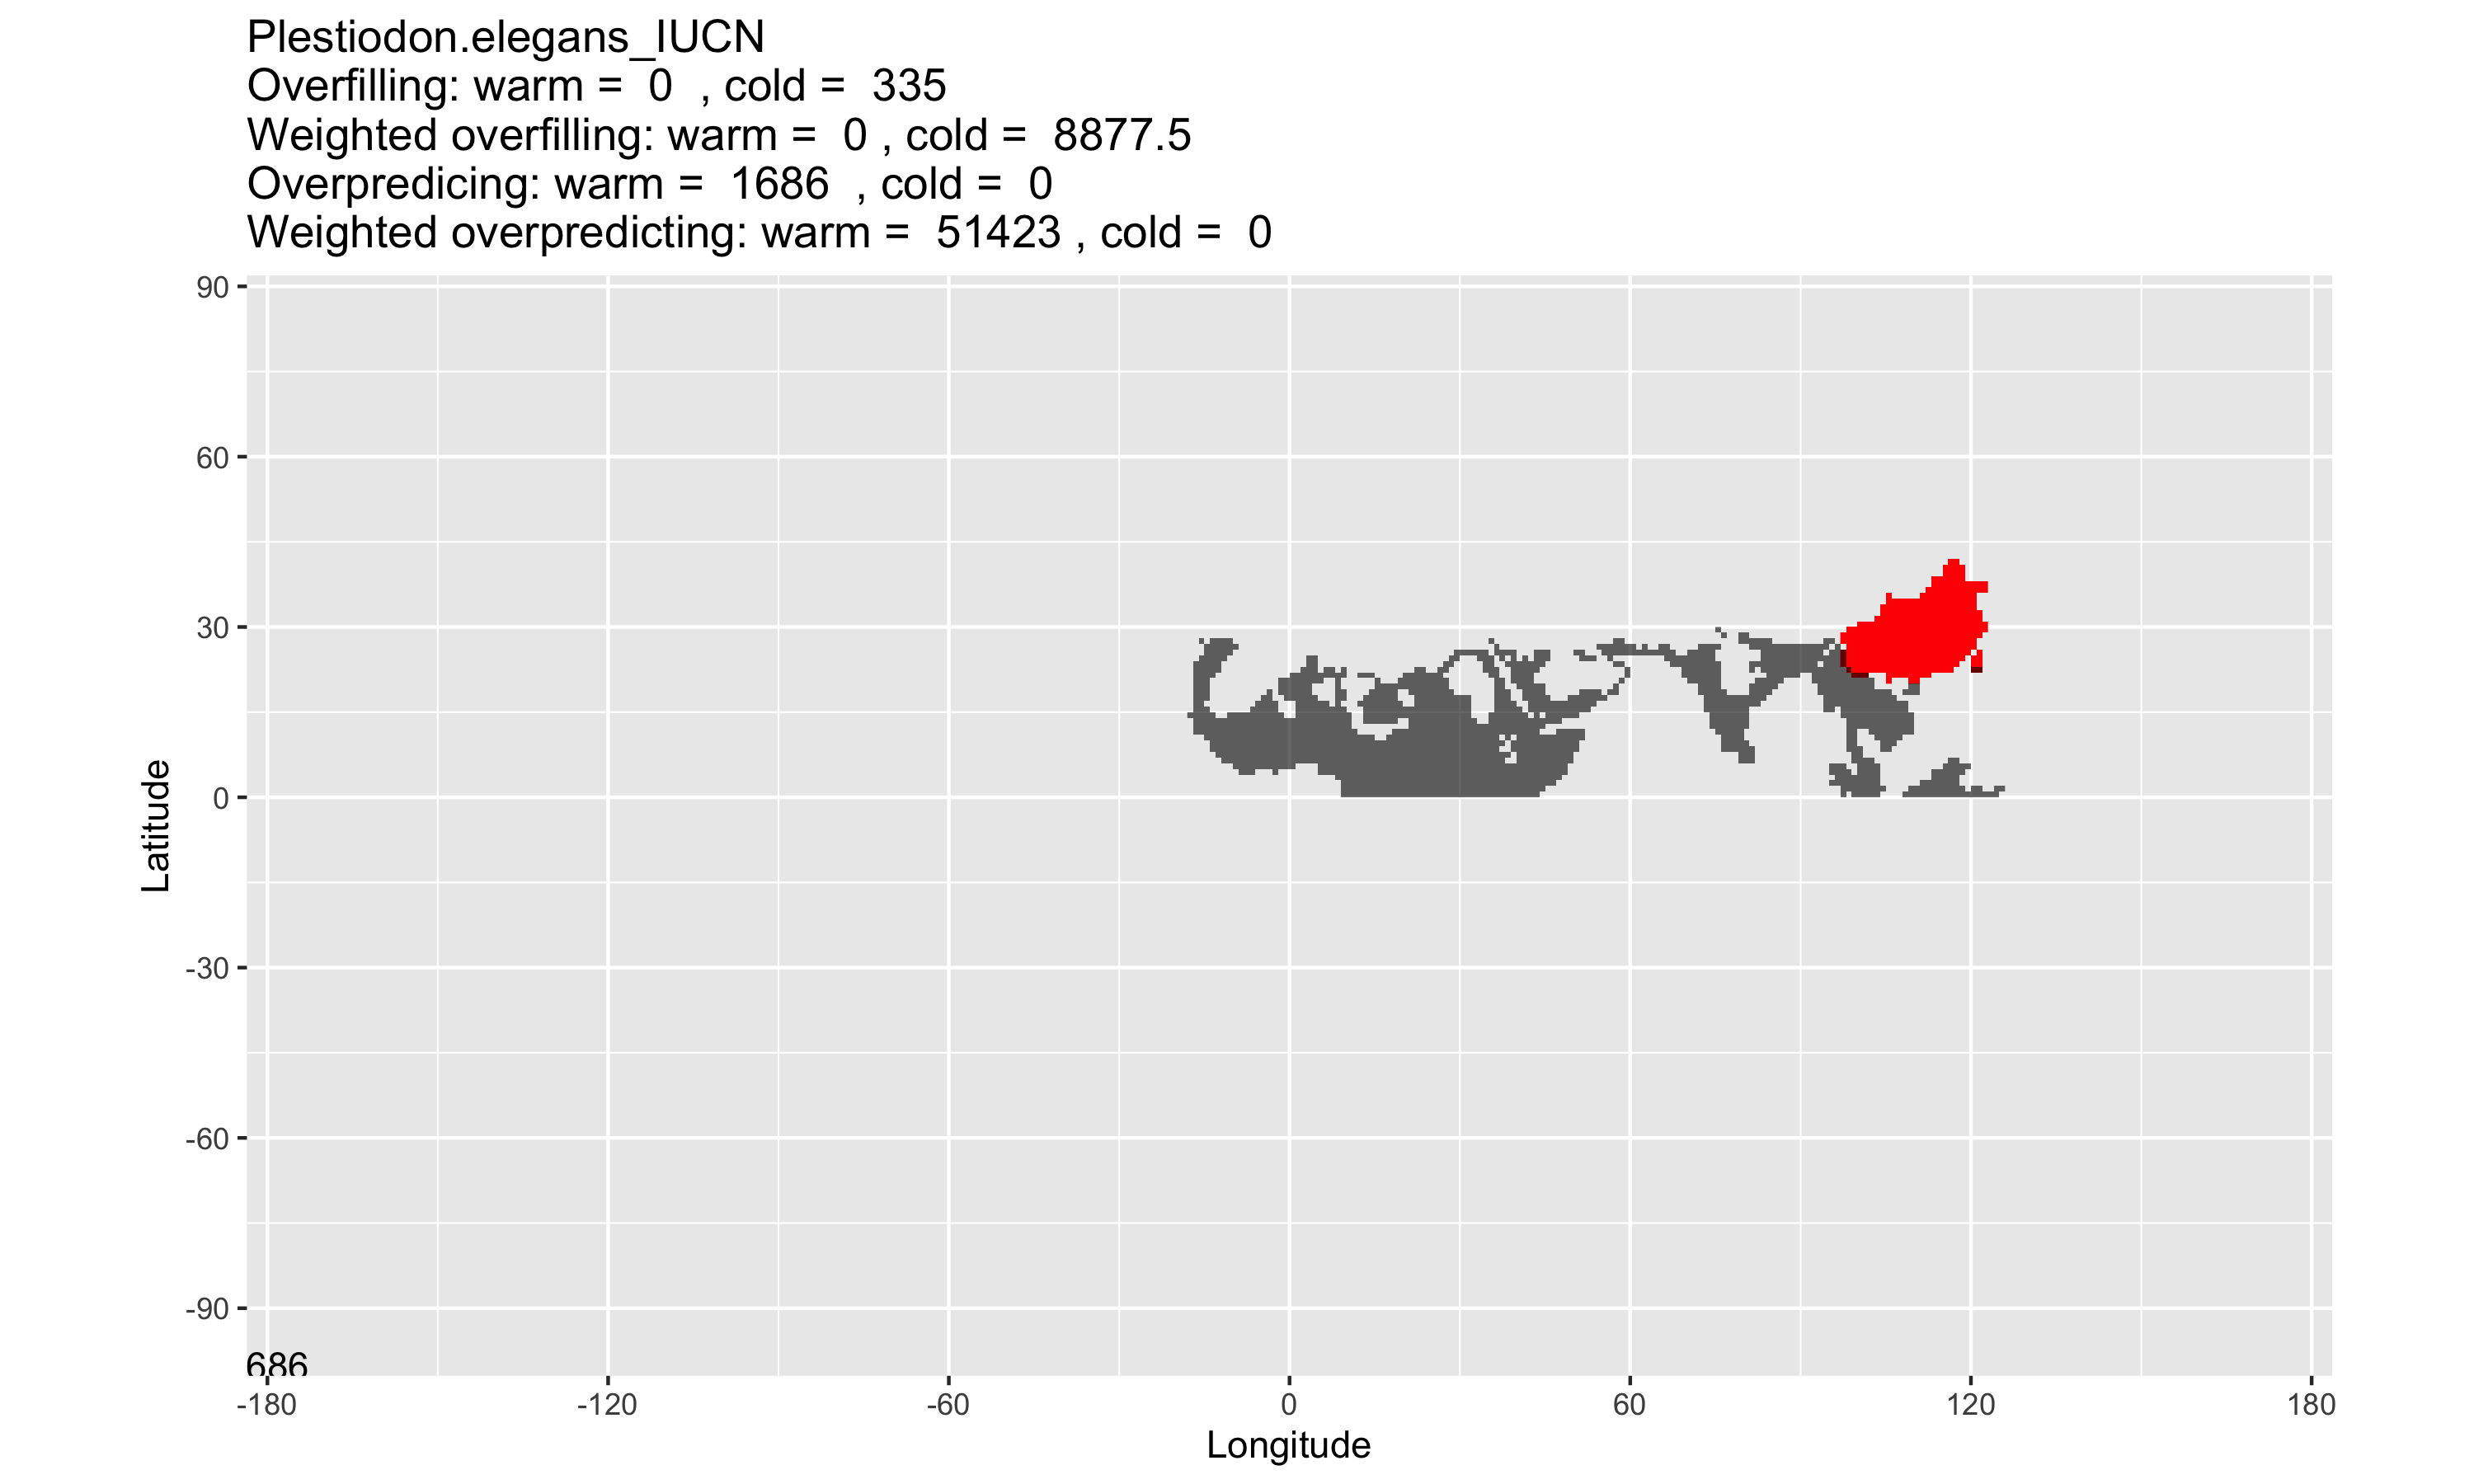 Plestiodon.elegans_IUCN
Overfilling: warm =  0  , cold =  335
Weighted overfilling: warm =  0 , cold =  8877.5
Overpredicing: warm =  1686  , cold =  0
Weighted overpredicting: warm =  51423 , cold =  0
90
60
30
0
-30
-60
-90
Latitude
686
-180
-120
-60
0
60
120
180
Longitude